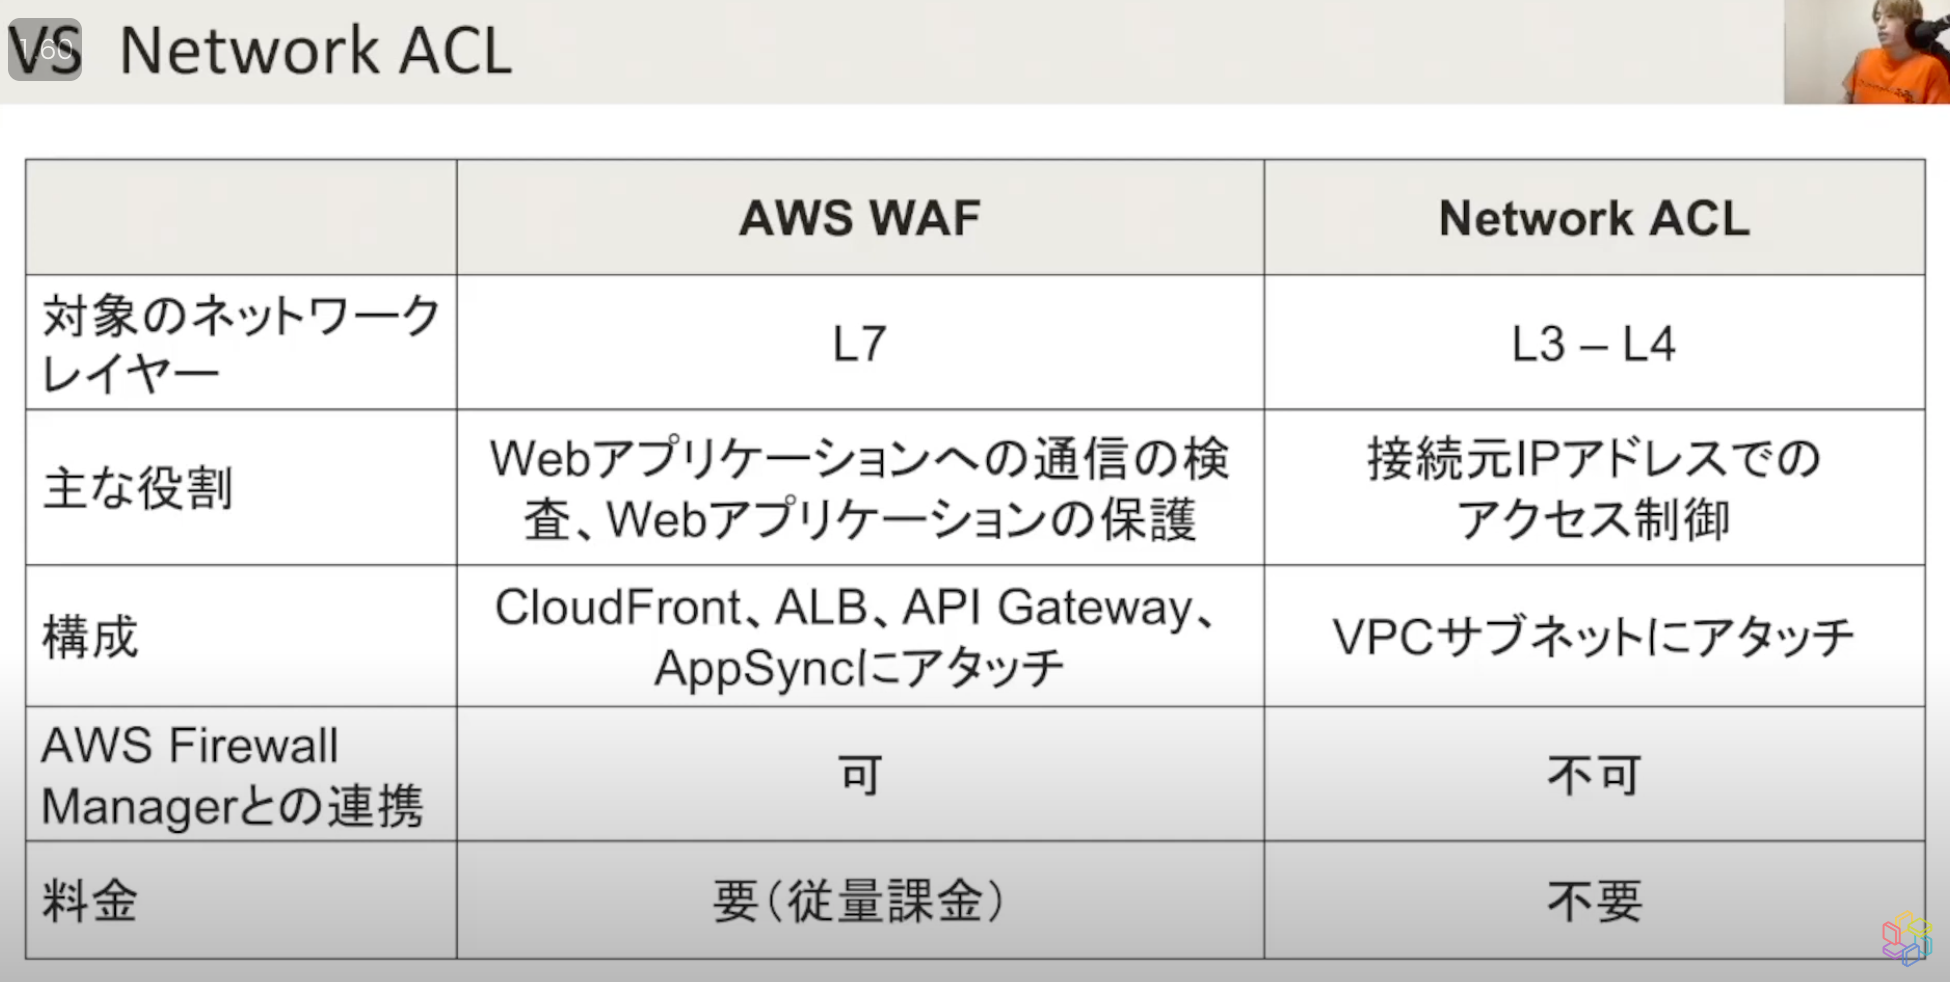 VS Network ACL
1.60
AWS WAF
Network ACL
対象のネットワーク
レイヤー
L7
L3 – L4
主な役割
Webアプリケーションへの通信の検
査、Webアプリケーションの保護
接続元IPアドレスでの
アクセス制御
構成
CloudFront、ALB、API Gateway、
AppSyncにアタッチ
VPCサブネットにアタッチ
AWS Firewall
Managerとの連携
可
不可
料金
要（従量課金）
不要